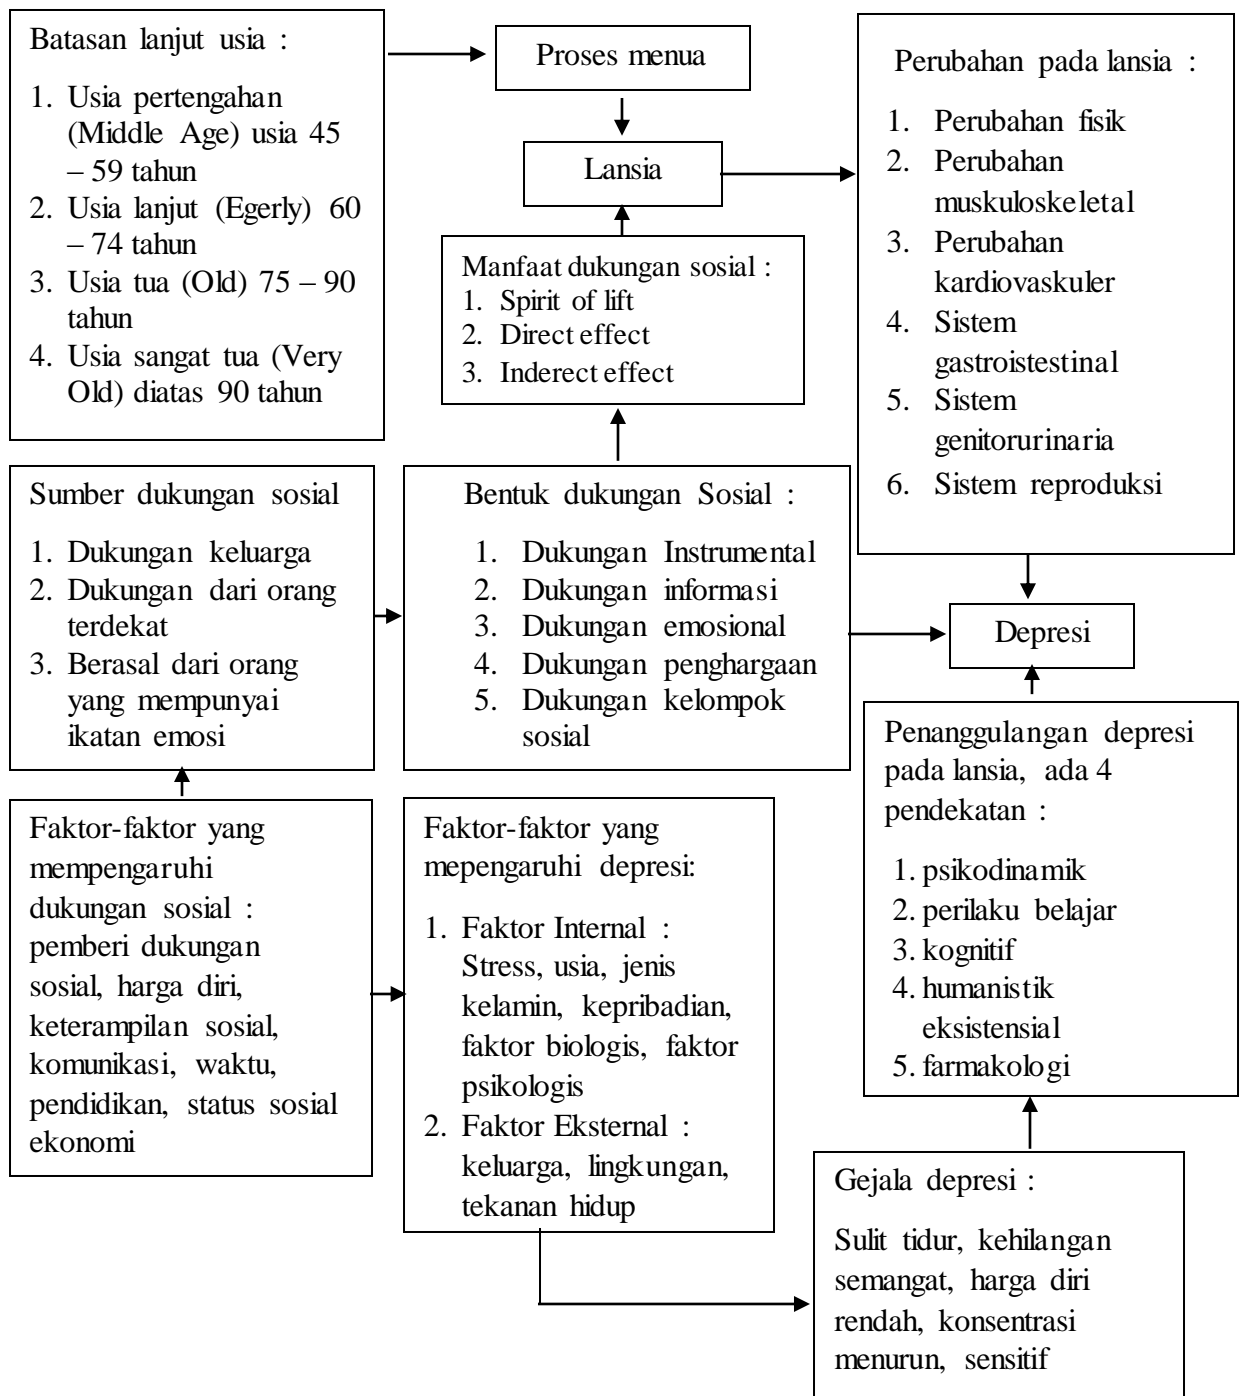 Batasan lanjut usia :
1. Usia pertengahan
(Middle Age) usia 45
– 59 tahun
2. Usia lanjut (Egerly) 60
– 74 tahun
3. Usia tua (Old) 75 – 90
tahun
4. Usia sangat tua (Very
Old) diatas 90 tahun
Proses menua
Lansia
Manfaat dukungan sosial :
1. Spirit of lift
2. Direct effect
3. Inderect effect
Perubahan pada lansia :
1. Perubahan fisik
2. Perubahan
muskuloskeletal
3. Perubahan
kardiovaskuler
4. Sistem
gastroistestinal
5. Sistem
genitorurinaria
6. Sistem reproduksi
Sumber dukungan sosial
1. Dukungan keluarga
2. Dukungan dari orang
terdekat
3. Berasal dari orang
yang mempunyai
ikatan emosi
Bentuk dukungan Sosial :
1. Dukungan Instrumental
2. Dukungan informasi
3. Dukungan emosional
4. Dukungan penghargaan
5. Dukungan kelompok
sosial
Depresi
Faktor-faktor yang
mempengaruhi
dukungan sosial :
pemberi dukungan
sosial, harga diri,
keterampilan sosial,
komunikasi, waktu,
pendidikan, status sosial
ekonomi
Faktor-faktor yang
mepengaruhi depresi:
1. Faktor Internal :
Stress, usia, jenis
kelamin, kepribadian,
faktor biologis, faktor
psikologis
2. Faktor Eksternal :
keluarga, lingkungan,
tekanan hidup
Penanggulangan depresi
pada lansia, ada 4
pendekatan :
1. psikodinamik
2. perilaku belajar
3. kognitif
4. humanistik
eksistensial
5. farmakologi
Gejala depresi :
Sulit tidur, kehilangan
semangat, harga diri
rendah, konsentrasi
menurun, sensitif